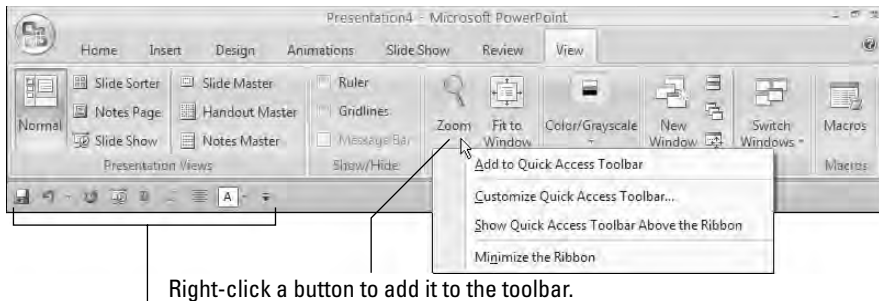 Presentation4 - Microsoft PowerPoint
Home Insert Design Animations Slide Show Review View
Normal
Slide Sorter
Notes Page
Slide Show
Slide Master
Handout Master
Notes Master
Presentation Views
Ruler
Gridlines
Message Bar
Show/Hide
Zoom
Fit to
Window
Color/Grayscale
New
Window
Switch
Windows
Macros
Macros
A
Add to Quick Access Toolbar
Customize Quick Access Toolbar...
Show Quick Access Toolbar Above the Ribbon
Minimize the Ribbon
Right-click a button to add it to the toolbar.